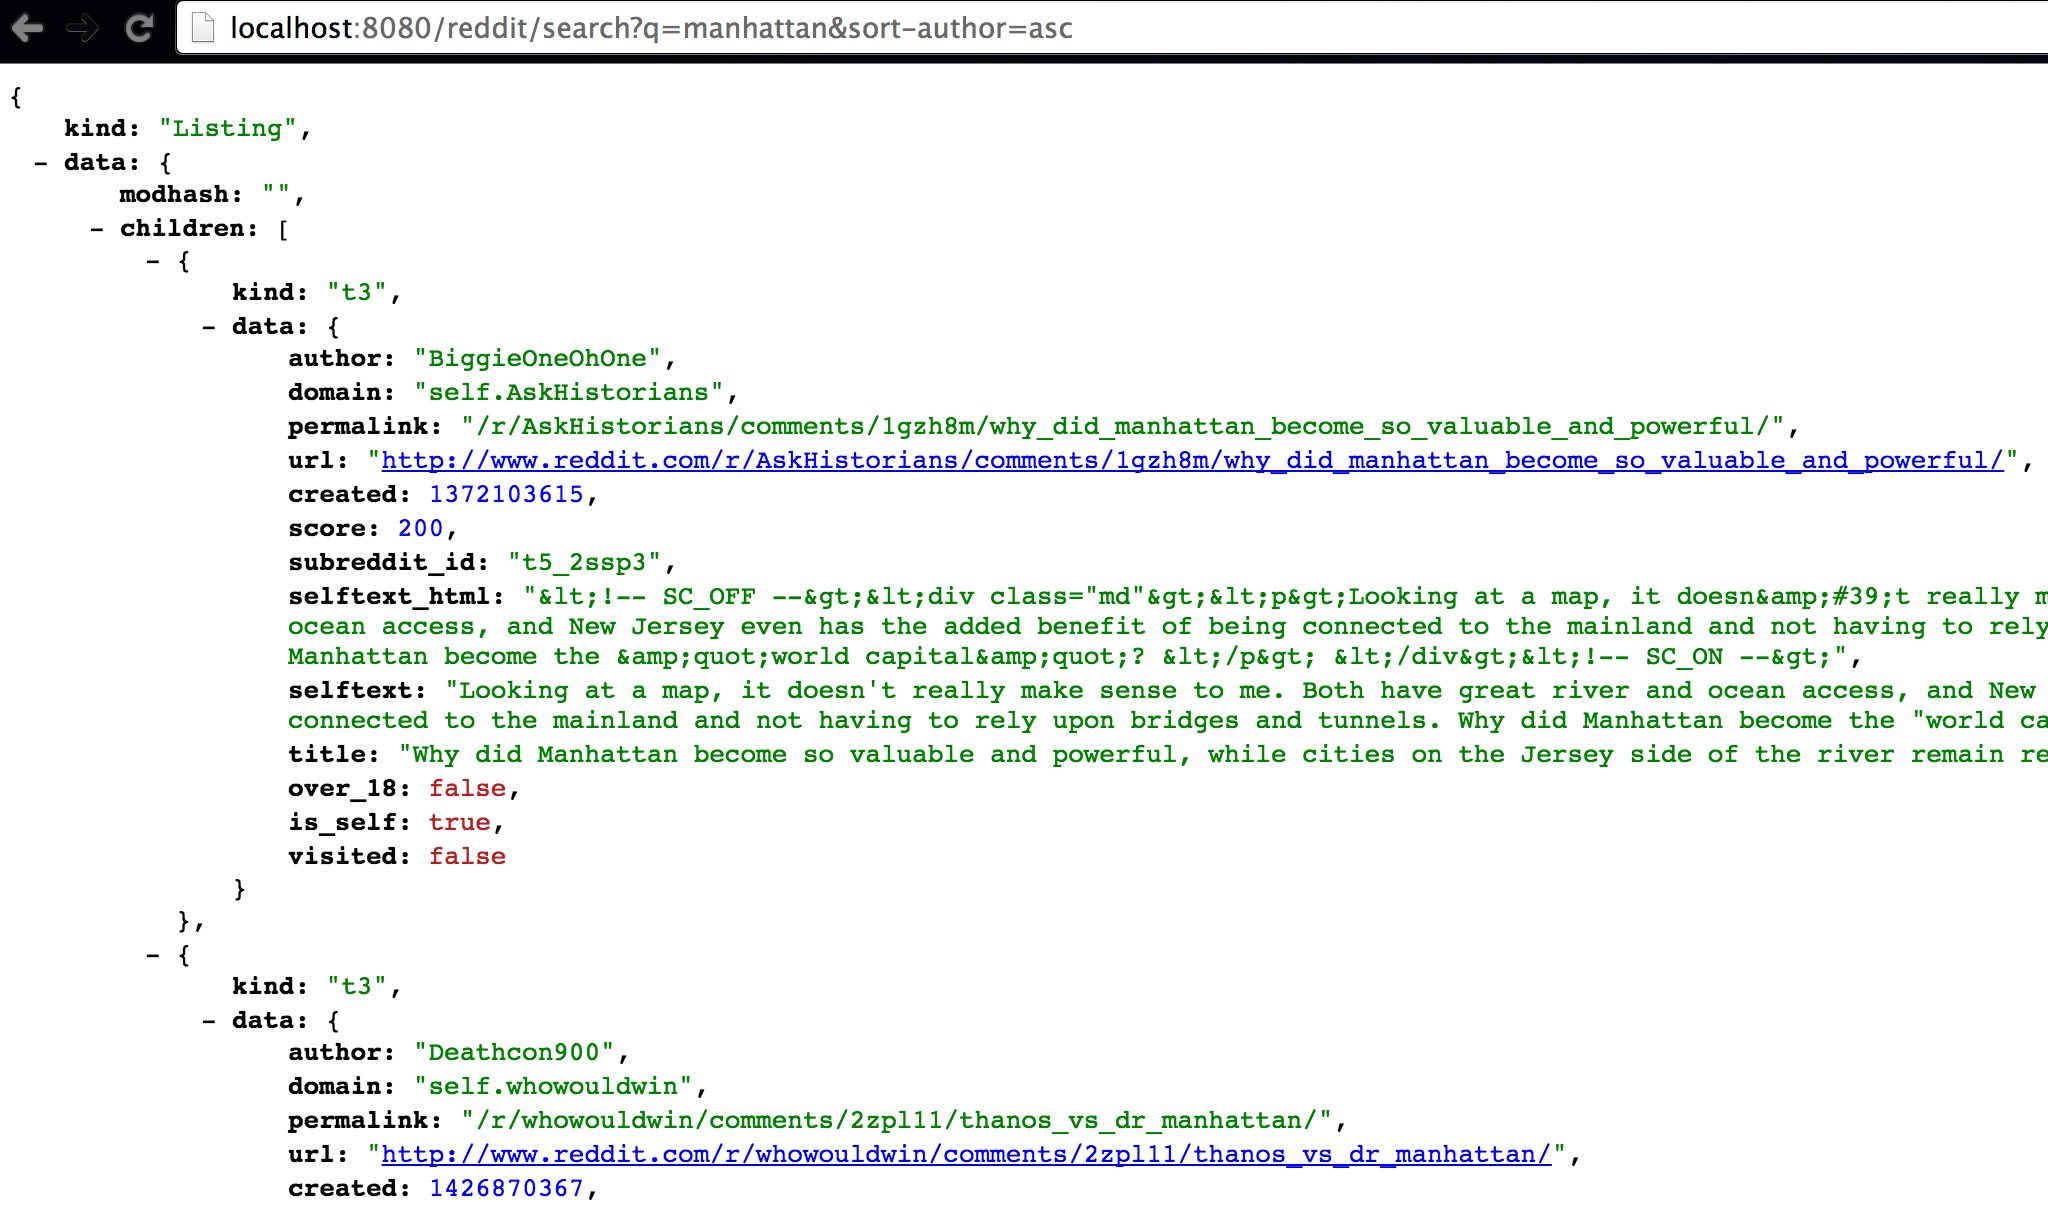 localhost:8080/reddit/search?q=manhattan&sort-author=asc
{
kind: "Listing",
- data: {
modhash: "",
- children: [
- {
kind: "t3",
- data: {
author: "BiggieOneOhOne",
domain: "self.AskHistorians",
permalink: "/r/AskHistorians/comments/1gzh8m/why_did_manhattan_become_so_valuable_and_powerful/",
url: "http://www.reddit.com/r/AskHistorians/comments/1gzh8m/why_did_manhattan_become_so_valuable_and_powerful/",
created: 1372103615,
score: 200,
subreddit_id: "t5_2ssp3",
selftext_html: "&lt;!-- SC_OFF --&gt;&lt;div class="md"&gt;&lt;p&gt;Looking at a map, it doesn&amp;#39;t really m
ocean access, and New Jersey even has the added benefit of being connected to the mainland and not having to rely
Manhattan become the &amp;quot;world capital&amp;quot;? &lt;/p&gt; &lt;/div&gt;&lt;!-- SC_ON --&gt;",
selftext: "Looking at a map, it doesn't really make sense to me. Both have great river and ocean access, and New
connected to the mainland and not having to rely upon bridges and tunnels. Why did Manhattan become the "world ca
title: "Why did Manhattan become so valuable and powerful, while cities on the Jersey side of the river remain re
over_18: false,
is_self: true,
visited: false
}
},
- {
kind: "t3",
- data: {
author: "Deathcon900",
domain: "self.whowouldwin",
permalink: "/r/whowouldwin/comments/2zpl11/thanos_vs_dr_manhattan/",
url: "http://www.reddit.com/r/whowouldwin/comments/2zpl11/thanos_vs_dr_manhattan/",
created: 1426870367,